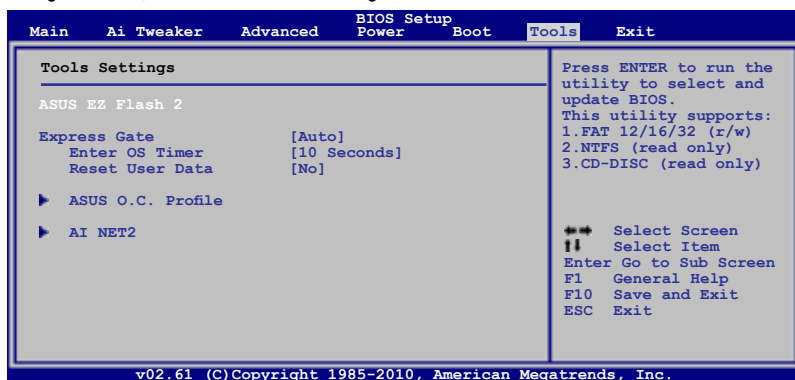 BIOS Setup
Main Ai Tweaker Advanced Power Boot Tools Exit
Tools Settings
ASUS EZ Flash 2
Express Gate [Auto]
Enter OS Timer [10 Seconds]
Reset User Data [No]
ASUS O.C. Profile
AI NET2
Press ENTER to run the
utility to select and
update BIOS.
This utility supports:
1.FAT 12/16/32 (r/w)
2.NTFS (read only)
3.CD-DISC (read only)
Select Screen
Select Item
Enter Go to Sub Screen
F1 General Help
F10 Save and Exit
ESC Exit
v02.61 (C)Copyright 1985-2010, American Megatrends, Inc.